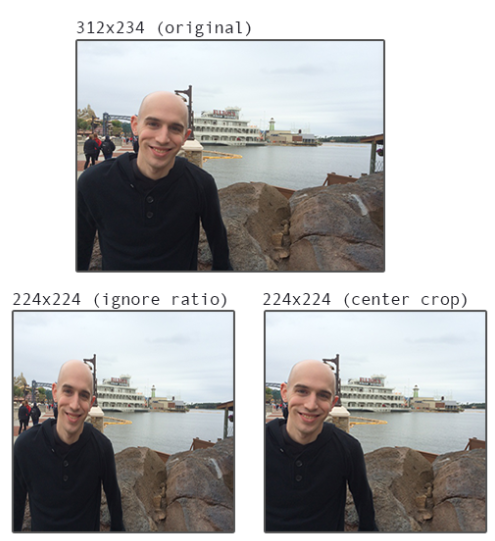 312x234 (original)
224x224 (ignore ratio)
224x224 (center crop)